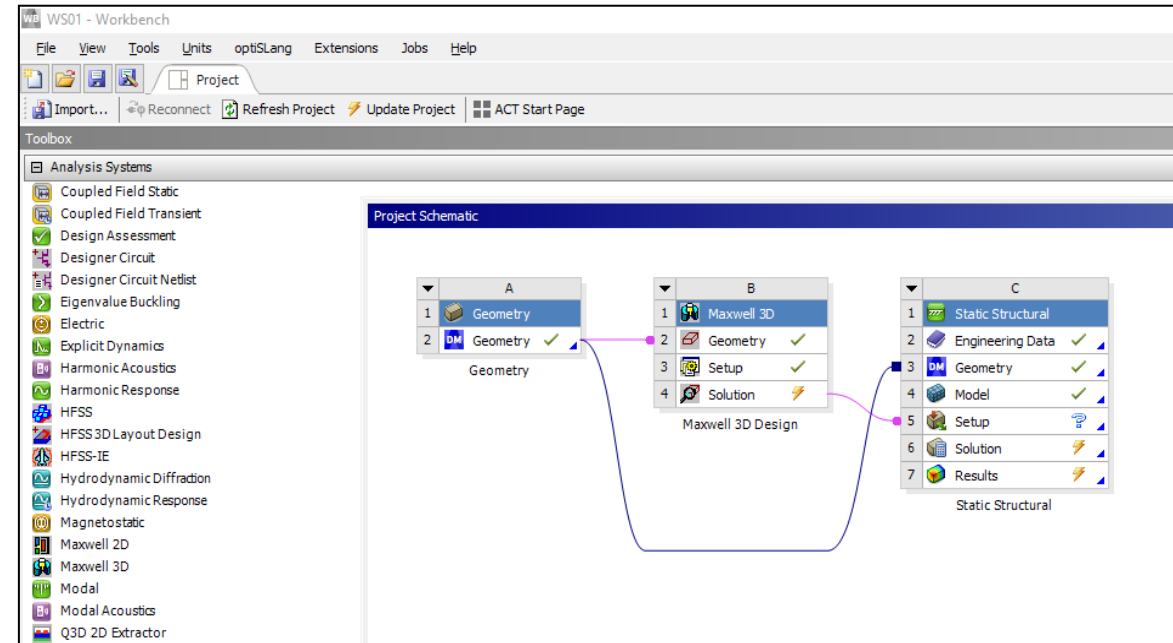 WB WS01 - Workbench
File View Tools Units optiSLang Extensions Jobs Help
Project
Import... Reconnect Refresh Project Update Project ACT Start Page
Toolbox
Analysis Systems
Coupled Field Static
Coupled Field Transient
Design Assessment
Designer Circuit
Designer Circuit Netlist
Eigenvalue Buckling
Electric
Explicit Dynamics
Harmonic Acoustics
Harmonic Response
HFSS
HFSS 3D Layout Design
HFSS-IE
Hydrodynamic Diffraction
Hydrodynamic Response
Magnetostatic
Maxwell 2D
Maxwell 3D
Modal
Modal Acoustics
Q3D 2D Extractor
Project Schematic
A
1 Geometry
2 DM Geometry
Geometry
B
1 Maxwell 3D
2 Geometry
3 Setup
4 Solution
Maxwell 3D Design
C
1 Static Structural
2 Engineering Data
3 DM Geometry
4 Model
5 Setup
6 Solution
7 Results
Static Structural